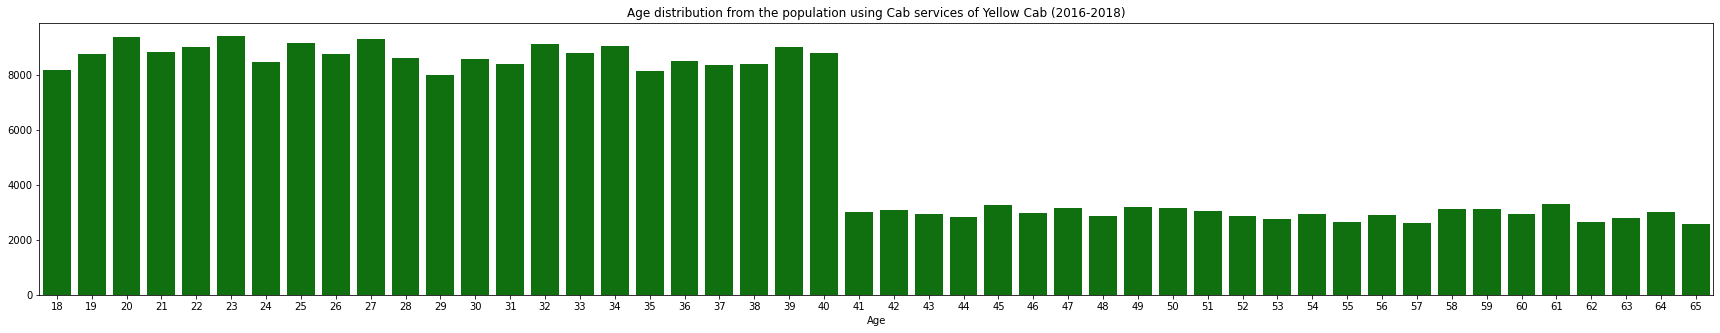 Age distribution from the population using Cab services of Yellow Cab (2016-2018)
8000
6000
4000
2000
0
18 19 20 21 22 23 24 25 26 27 28 29 30 31 32 33 34 35 36 37 38 39 40 41 42 43 44 45 46 47 48 49 50 51 52 53 54 55 56 57 58 59 60 61 62 63 64 65
Age